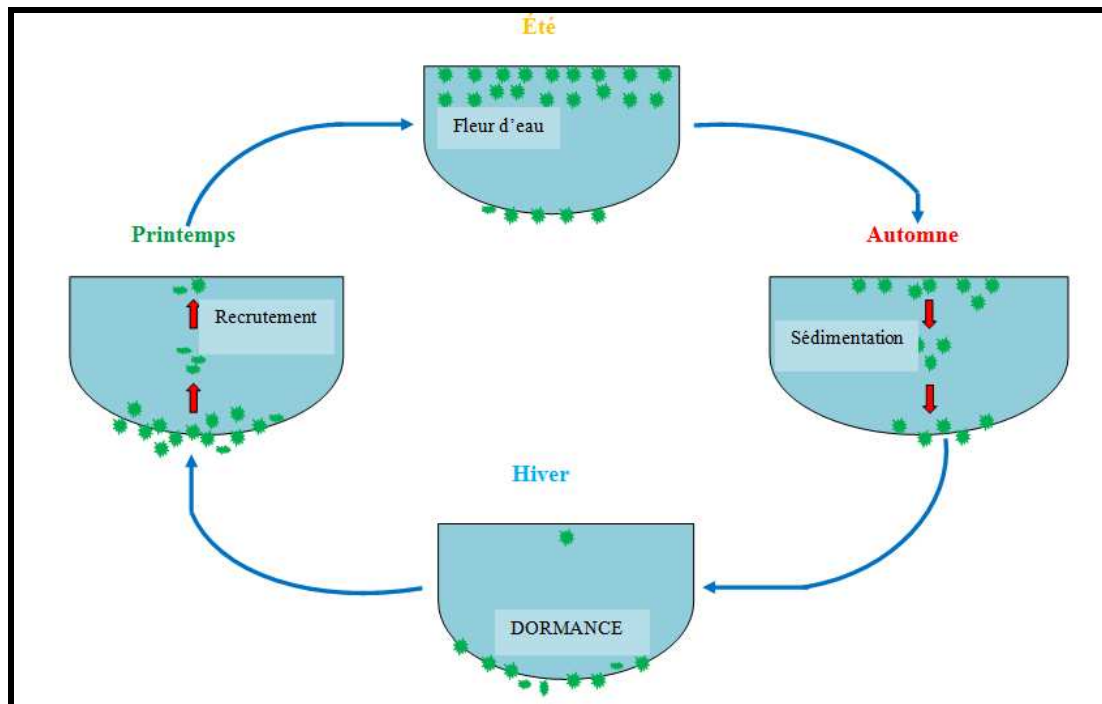 Été
Fleur d’eau
Printemps
Automne
Recrutement
Sédimentation
Hiver
DORMANCE